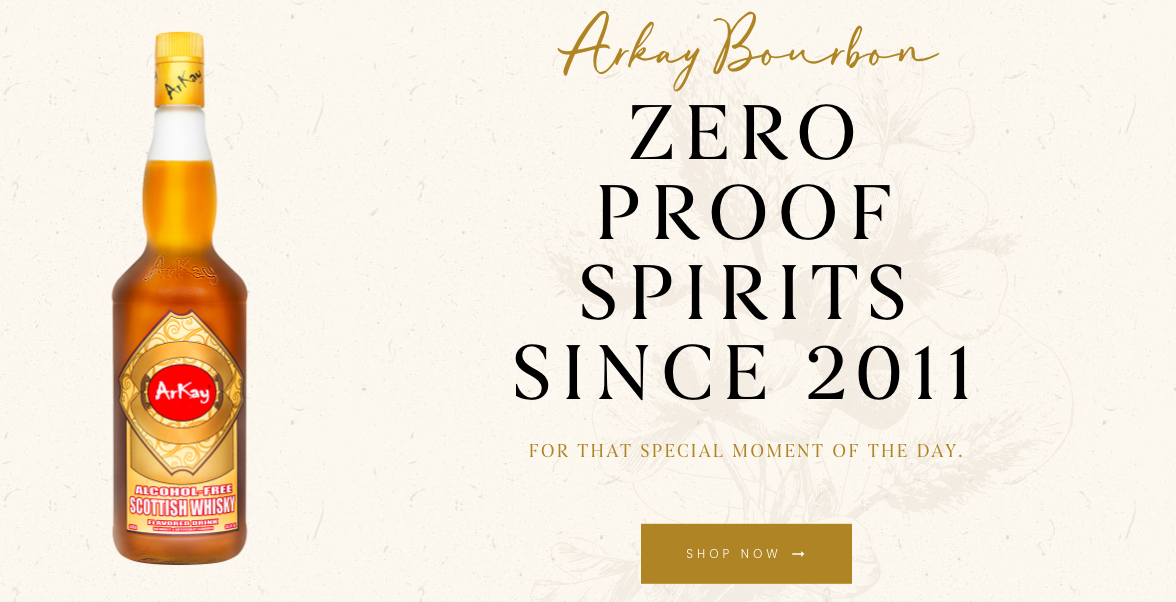 Arkay Bourbon
ZERO
PROOF
SPIRITS
SINCE 2011
FOR THAT SPECIAL MOMENT OF THE DAY.
SHOP NOW →
ArKay
ArKay
ArKay
ALCOHOL-FREE
SCOTTISH WHISKY
FLAVORED DRINK